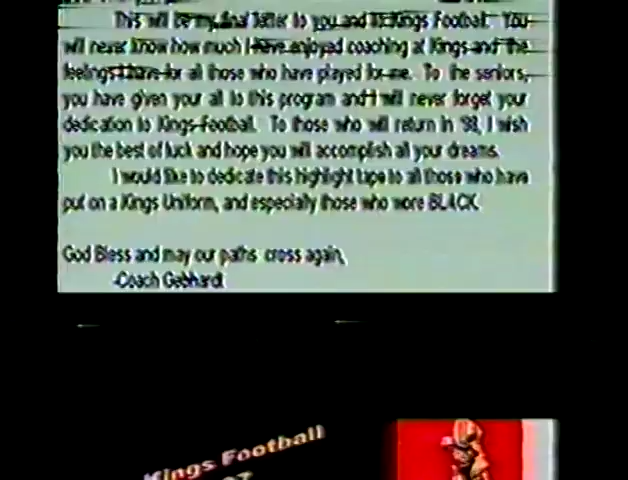 This will be my final letter to you and to Kings Football. You
will never know how much I have enjoyed coaching at Kings and the
feelings I have for all those who have played for me. To the seniors,
you have given your all to this program and I will never forget your
dedication to Kings Football. To those who will return in '98, I wish
you the best of luck and hope you will accomplish all your dreams.
I would like to dedicate this highlight tape to all those who have
put on a Kings Uniform, and especially those who wore BLACK.
God Bless and may our paths cross again,
-Coach Gebhardt
Kings Football